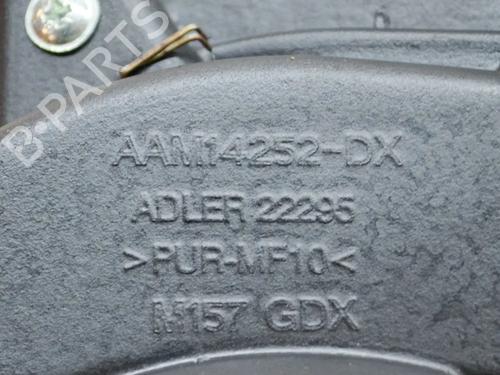 B-PARTS
AAM14252-DX
ADLER 22295
>PUR-MF10<
M157 GDX